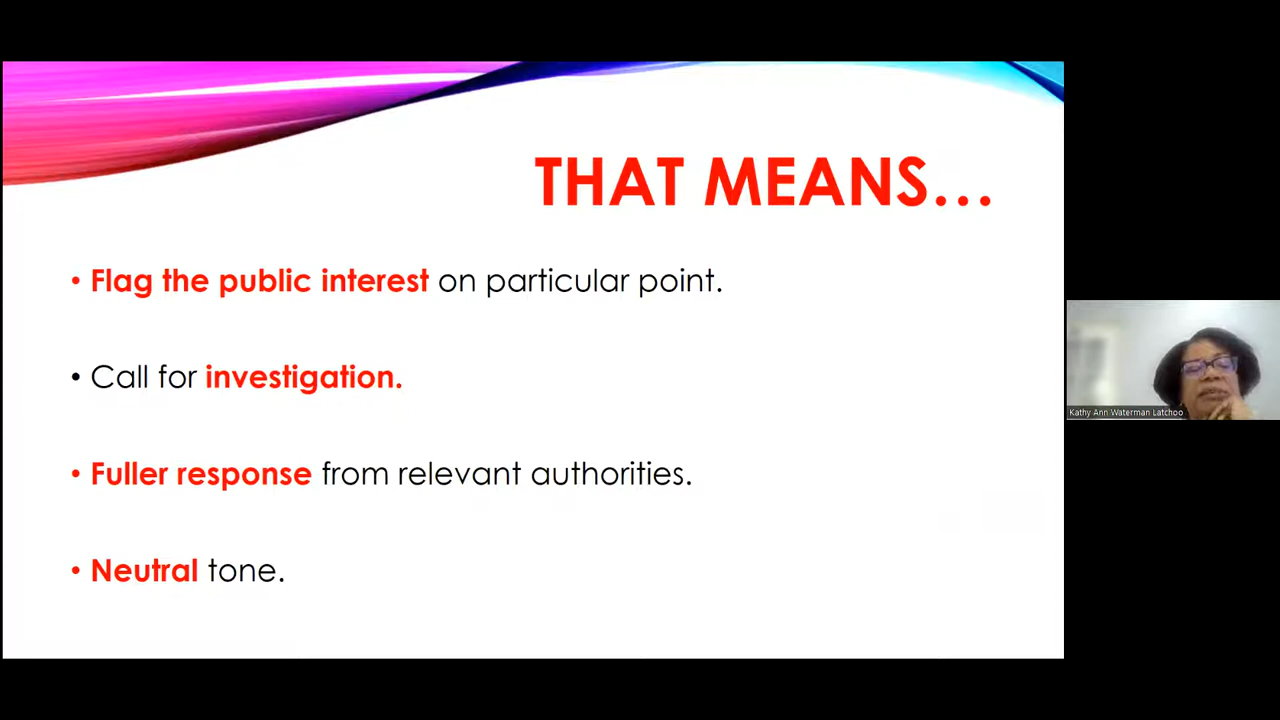 THAT MEANS…
• Flag the public interest on particular point.
• Call for investigation.
• Fuller response from relevant authorities.
• Neutral tone.
Kathy Ann Waterman Latchoo